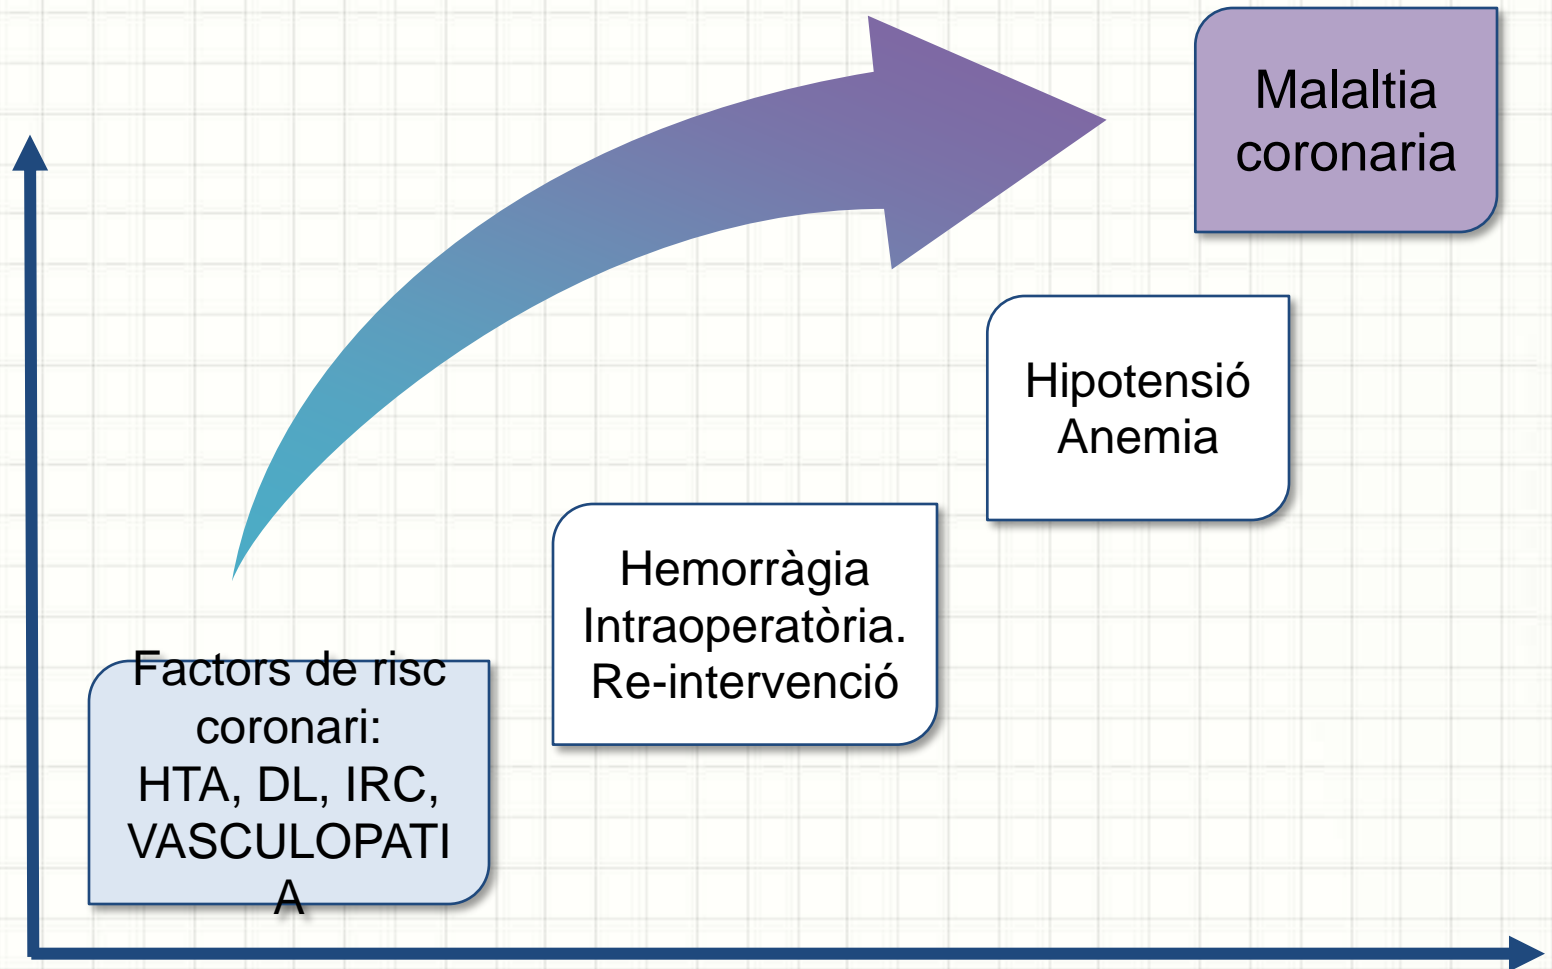 Malaltia
coronaria
Hipotensió
Anemia
Hemorràgia
Intraoperatòria.
Re-intervenció
Factors de risc
coronari:
HTA, DL, IRC,
VASCULOPATI
A